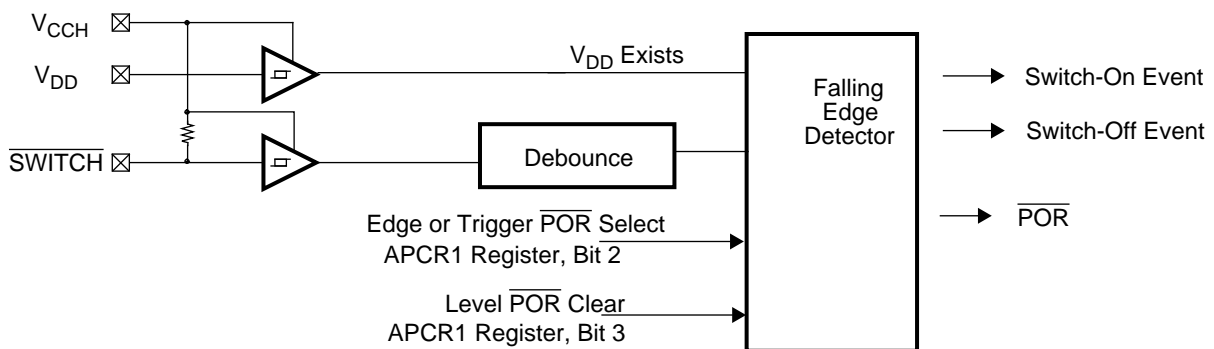 VCCH
VDD
SWITCH
VDD Exists
Debounce
Edge or Trigger POR Select
APCR1 Register, Bit 2
Level POR Clear
APCR1 Register, Bit 3
Falling
Edge
Detector
Switch-On Event
Switch-Off Event
POR